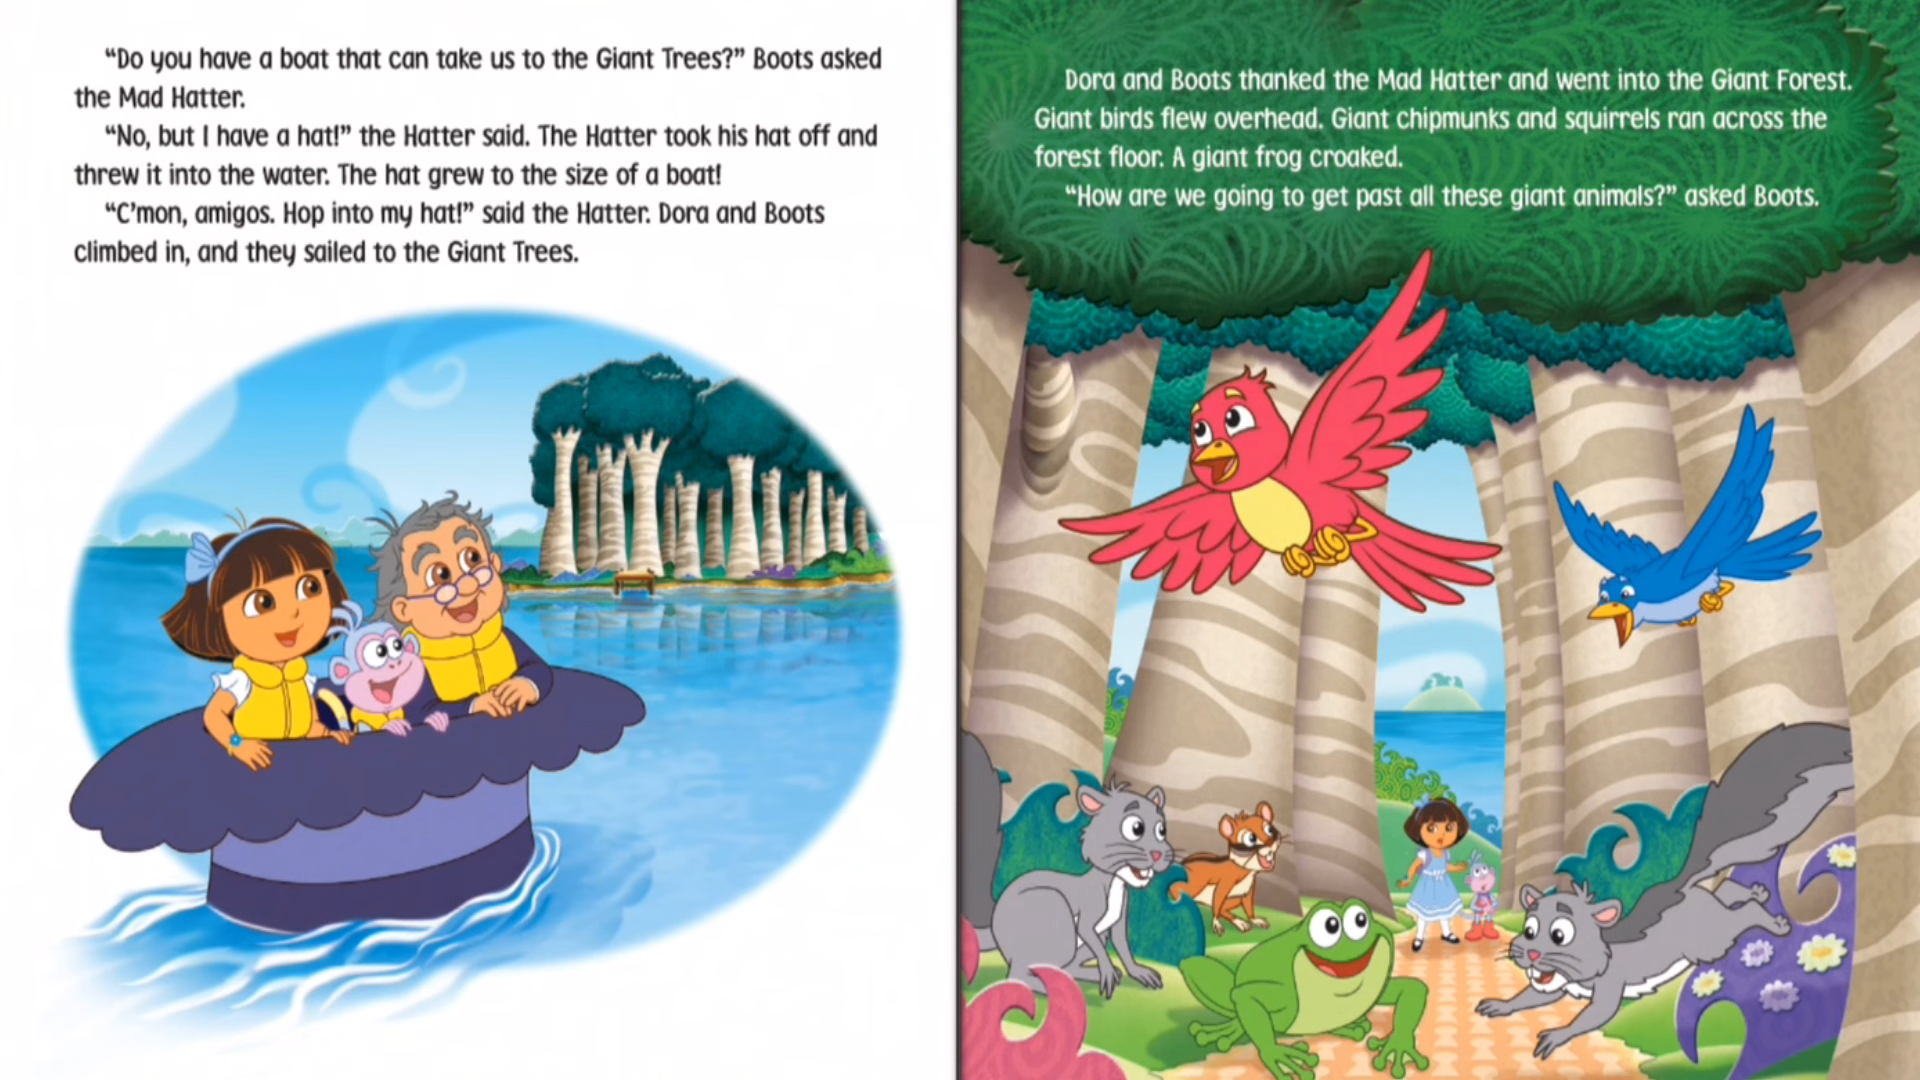 “Do you have a boat that can take us to the Giant Trees?” Boots asked
the Mad Hatter.
“No, but I have a hat!” the Hatter said. The Hatter took his hat off and
threw it into the water. The hat grew to the size of a boat!
“C’mon, amigos. Hop into my hat!” said the Hatter. Dora and Boots
climbed in, and they sailed to the Giant Trees.
Dora and Boots thanked the Mad Hatter and went into the Giant Forest.
Giant birds flew overhead. Giant chipmunks and squirrels ran across the
forest floor. A giant frog croaked.
“How are we going to get past all these giant animals?” asked Boots.